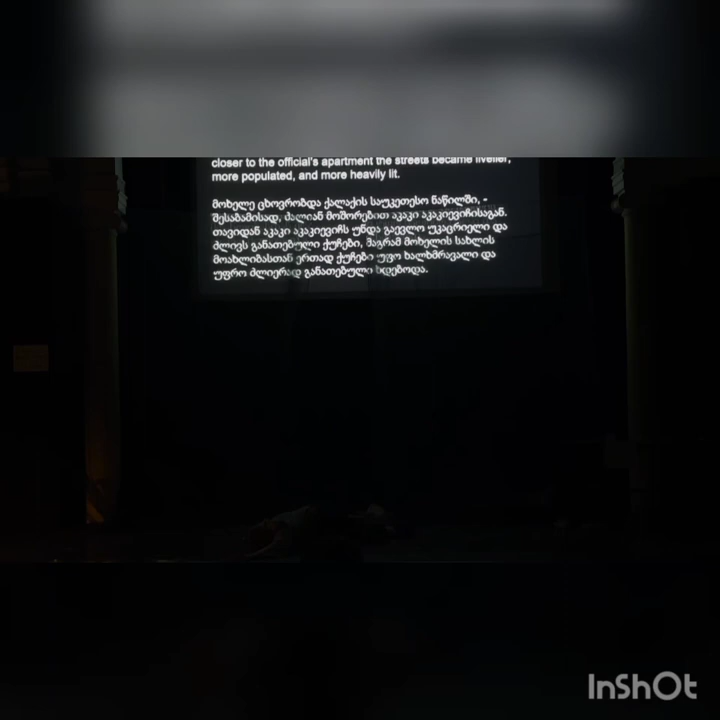 closer to the official's apartment the streets became livelier,
more populated, and more heavily lit.
მოხელე ცხოვრობდა ქალაქის საუკეთესო ნაწილში, -
შესაბამისად, ძალიან მოშორებით აკაკი აკაკიევიჩისაგან.
თავიდან აკაკი აკაკიევიჩს უნდა გაევლო უკაცრიელი და
ძლივს განათებული ქუჩები, მაგრამ მოხელის სახლის
მოახლოებასთან ერთად ქუჩები უფო ხალხმრავალი და
უფრო ძლიერად განათებული ხდებოდა.
InShOt